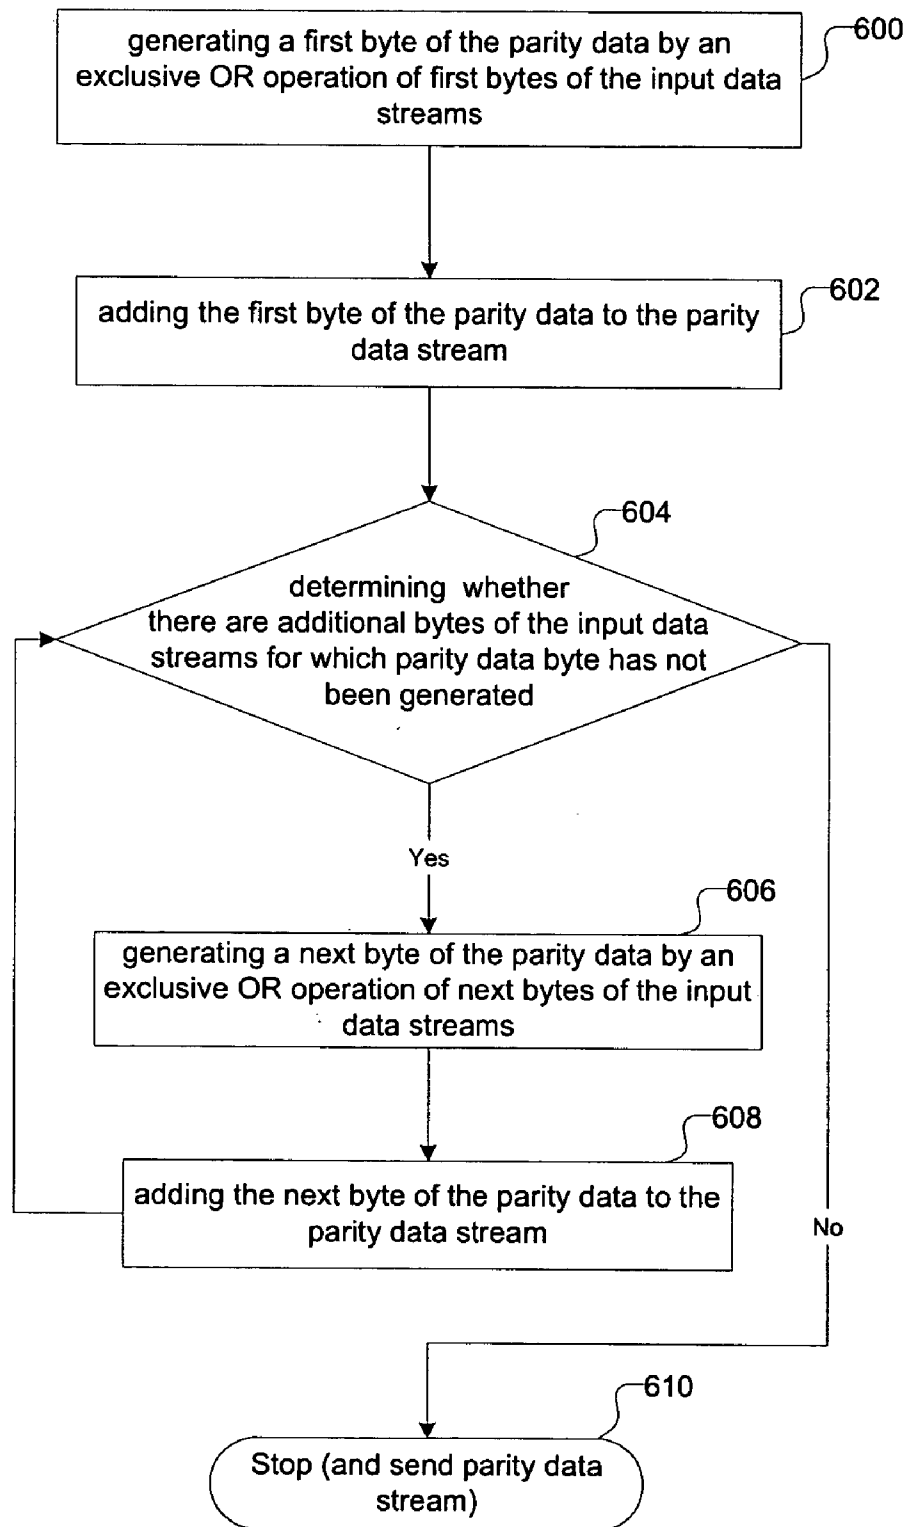 generating a first byte of the parity data by an
exclusive OR operation of first bytes of the input data
streams
600
adding the first byte of the parity data to the parity
data stream
602
604
determining whether
there are additional bytes of the input data
streams for which parity data byte has not
been generated
Yes
606
generating a next byte of the parity data by an
exclusive OR operation of next bytes of the input
data streams
608
adding the next byte of the parity data to the
parity data stream
No
610
Stop (and send parity data
stream)